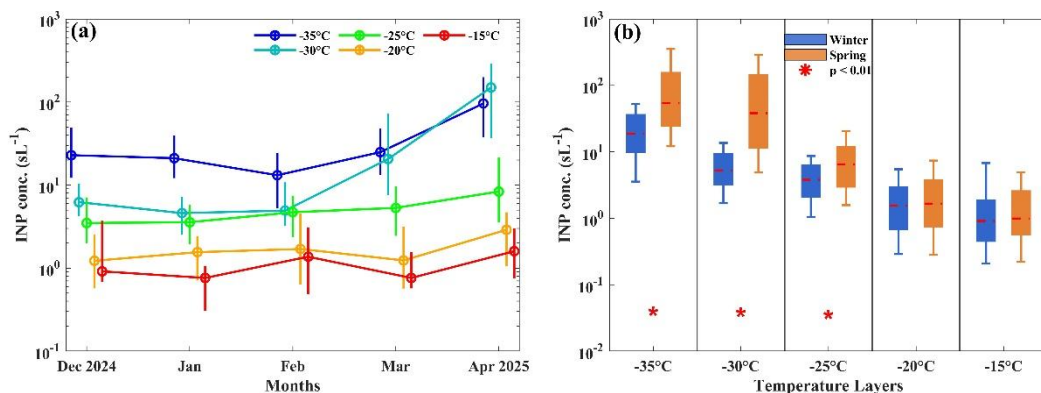 (a)
-35°C
-25°C
-15°C
-30°C
-20°C
10³
10²
10¹
10⁰
10⁻¹
INP conc. (sL⁻¹)
Dec 2024
Jan
Feb
Mar
Apr 2025
Months
(b)
Winter
Spring
p < 0.01
10³
10²
10¹
10⁰
10⁻¹
10⁻²
INP conc. (sL⁻¹)
-35°C
-30°C
-25°C
-20°C
-15°C
Temperature Layers